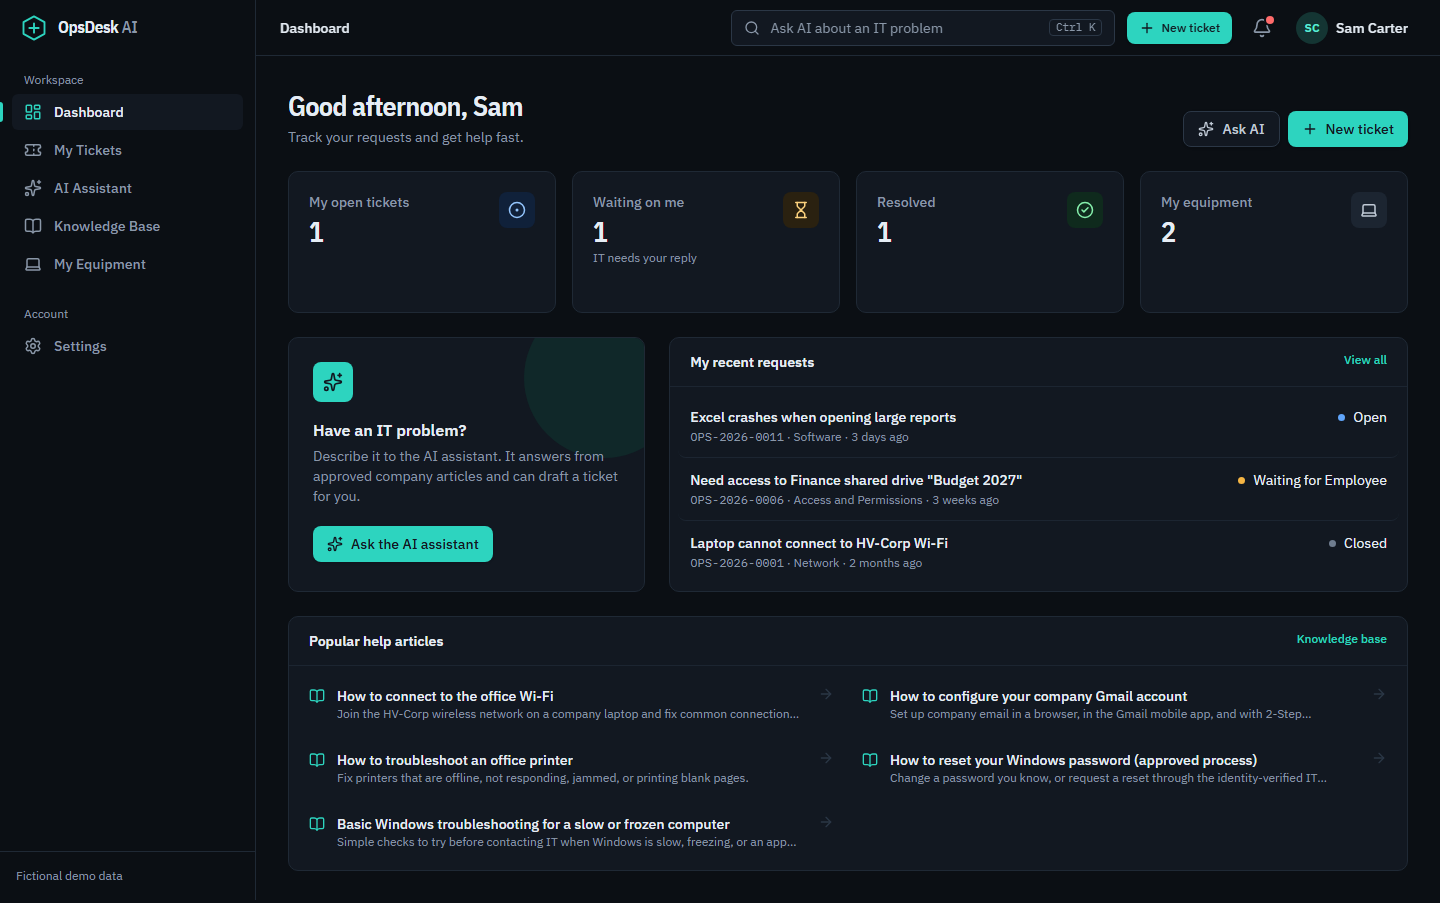 OpsDesk AI
Workspace
Dashboard
My Tickets
AI Assistant
Knowledge Base
My Equipment
Account
Settings
Fictional demo data
Dashboard
Ask AI about an IT problem
Ctrl K
New ticket
SC
Sam Carter
Good afternoon, Sam
Track your requests and get help fast.
Ask AI
New ticket
My open tickets
1
Waiting on me
1
IT needs your reply
Resolved
1
My equipment
2
Have an IT problem?
Describe it to the AI assistant. It answers from
approved company articles and can draft a ticket
for you.
Ask the AI assistant
My recent requests
View all
Excel crashes when opening large reports
Open
OPS-2026-0011 · Software · 3 days ago
Need access to Finance shared drive "Budget 2027"
Waiting for Employee
OPS-2026-0006 · Access and Permissions · 3 weeks ago
Laptop cannot connect to HV-Corp Wi-Fi
Closed
OPS-2026-0001 · Network · 2 months ago
Popular help articles
Knowledge base
How to connect to the office Wi-Fi
Join the HV-Corp wireless network on a company laptop and fix common connection...
How to configure your company Gmail account
Set up company email in a browser, in the Gmail mobile app, and with 2-Step...
How to troubleshoot an office printer
Fix printers that are offline, not responding, jammed, or printing blank pages.
How to reset your Windows password (approved process)
Change a password you know, or request a reset through the identity-verified IT...
Basic Windows troubleshooting for a slow or frozen computer
Simple checks to try before contacting IT when Windows is slow, freezing, or an app...